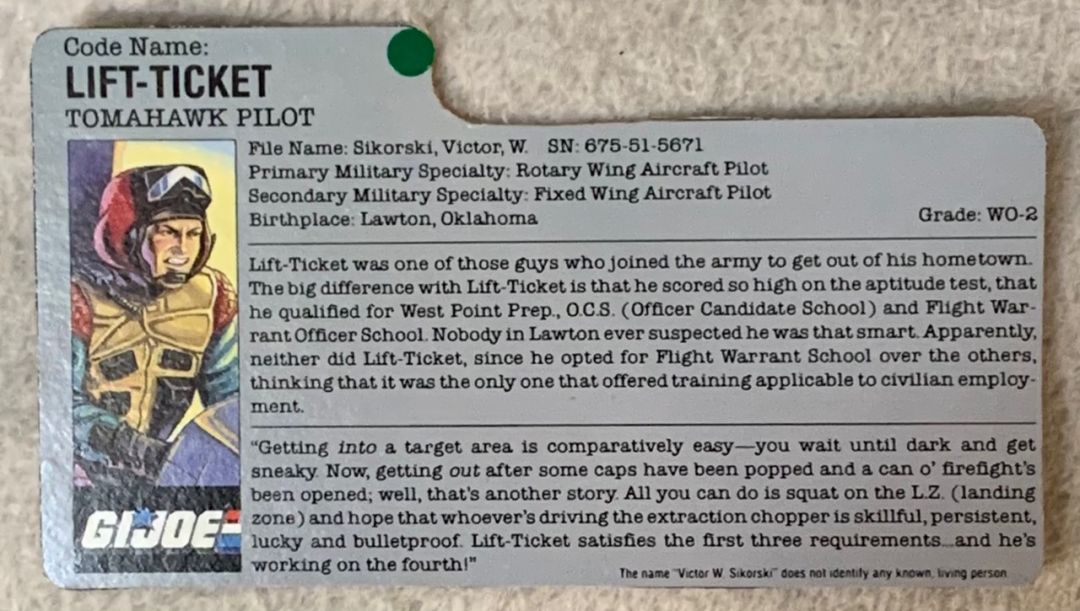 Code Name:
LIFT-TICKET
TOMAHAWK PILOT
File Name: Sikorski, Victor, W. SN: 675-51-5671
Primary Military Specialty: Rotary Wing Aircraft Pilot
Secondary Military Specialty: Fixed Wing Aircraft Pilot
Birthplace: Lawton, Oklahoma Grade: WO-2
Lift-Ticket was one of those guys who joined the army to get out of his hometown.
The big difference with Lift-Ticket is that he scored so high on the aptitude test, that
he qualified for West Point Prep., O.C.S. (Officer Candidate School) and Flight War-
rant Officer School. Nobody in Lawton ever suspected he was that smart. Apparently,
neither did Lift-Ticket, since he opted for Flight Warrant School over the others,
thinking that it was the only one that offered training applicable to civilian employ-
ment.
"Getting into a target area is comparatively easy—you wait until dark and get
sneaky. Now, getting out after some caps have been popped and a can o' firefight's
been opened; well, that's another story. All you can do is squat on the L.Z. (landing
zone) and hope that whoever's driving the extraction chopper is skillful, persistent,
lucky and bulletproof. Lift-Ticket satisfies the first three requirements...and he's
working on the fourth!"
GI JOE
The name "Victor W. Sikorski" does not identify any known, living person.